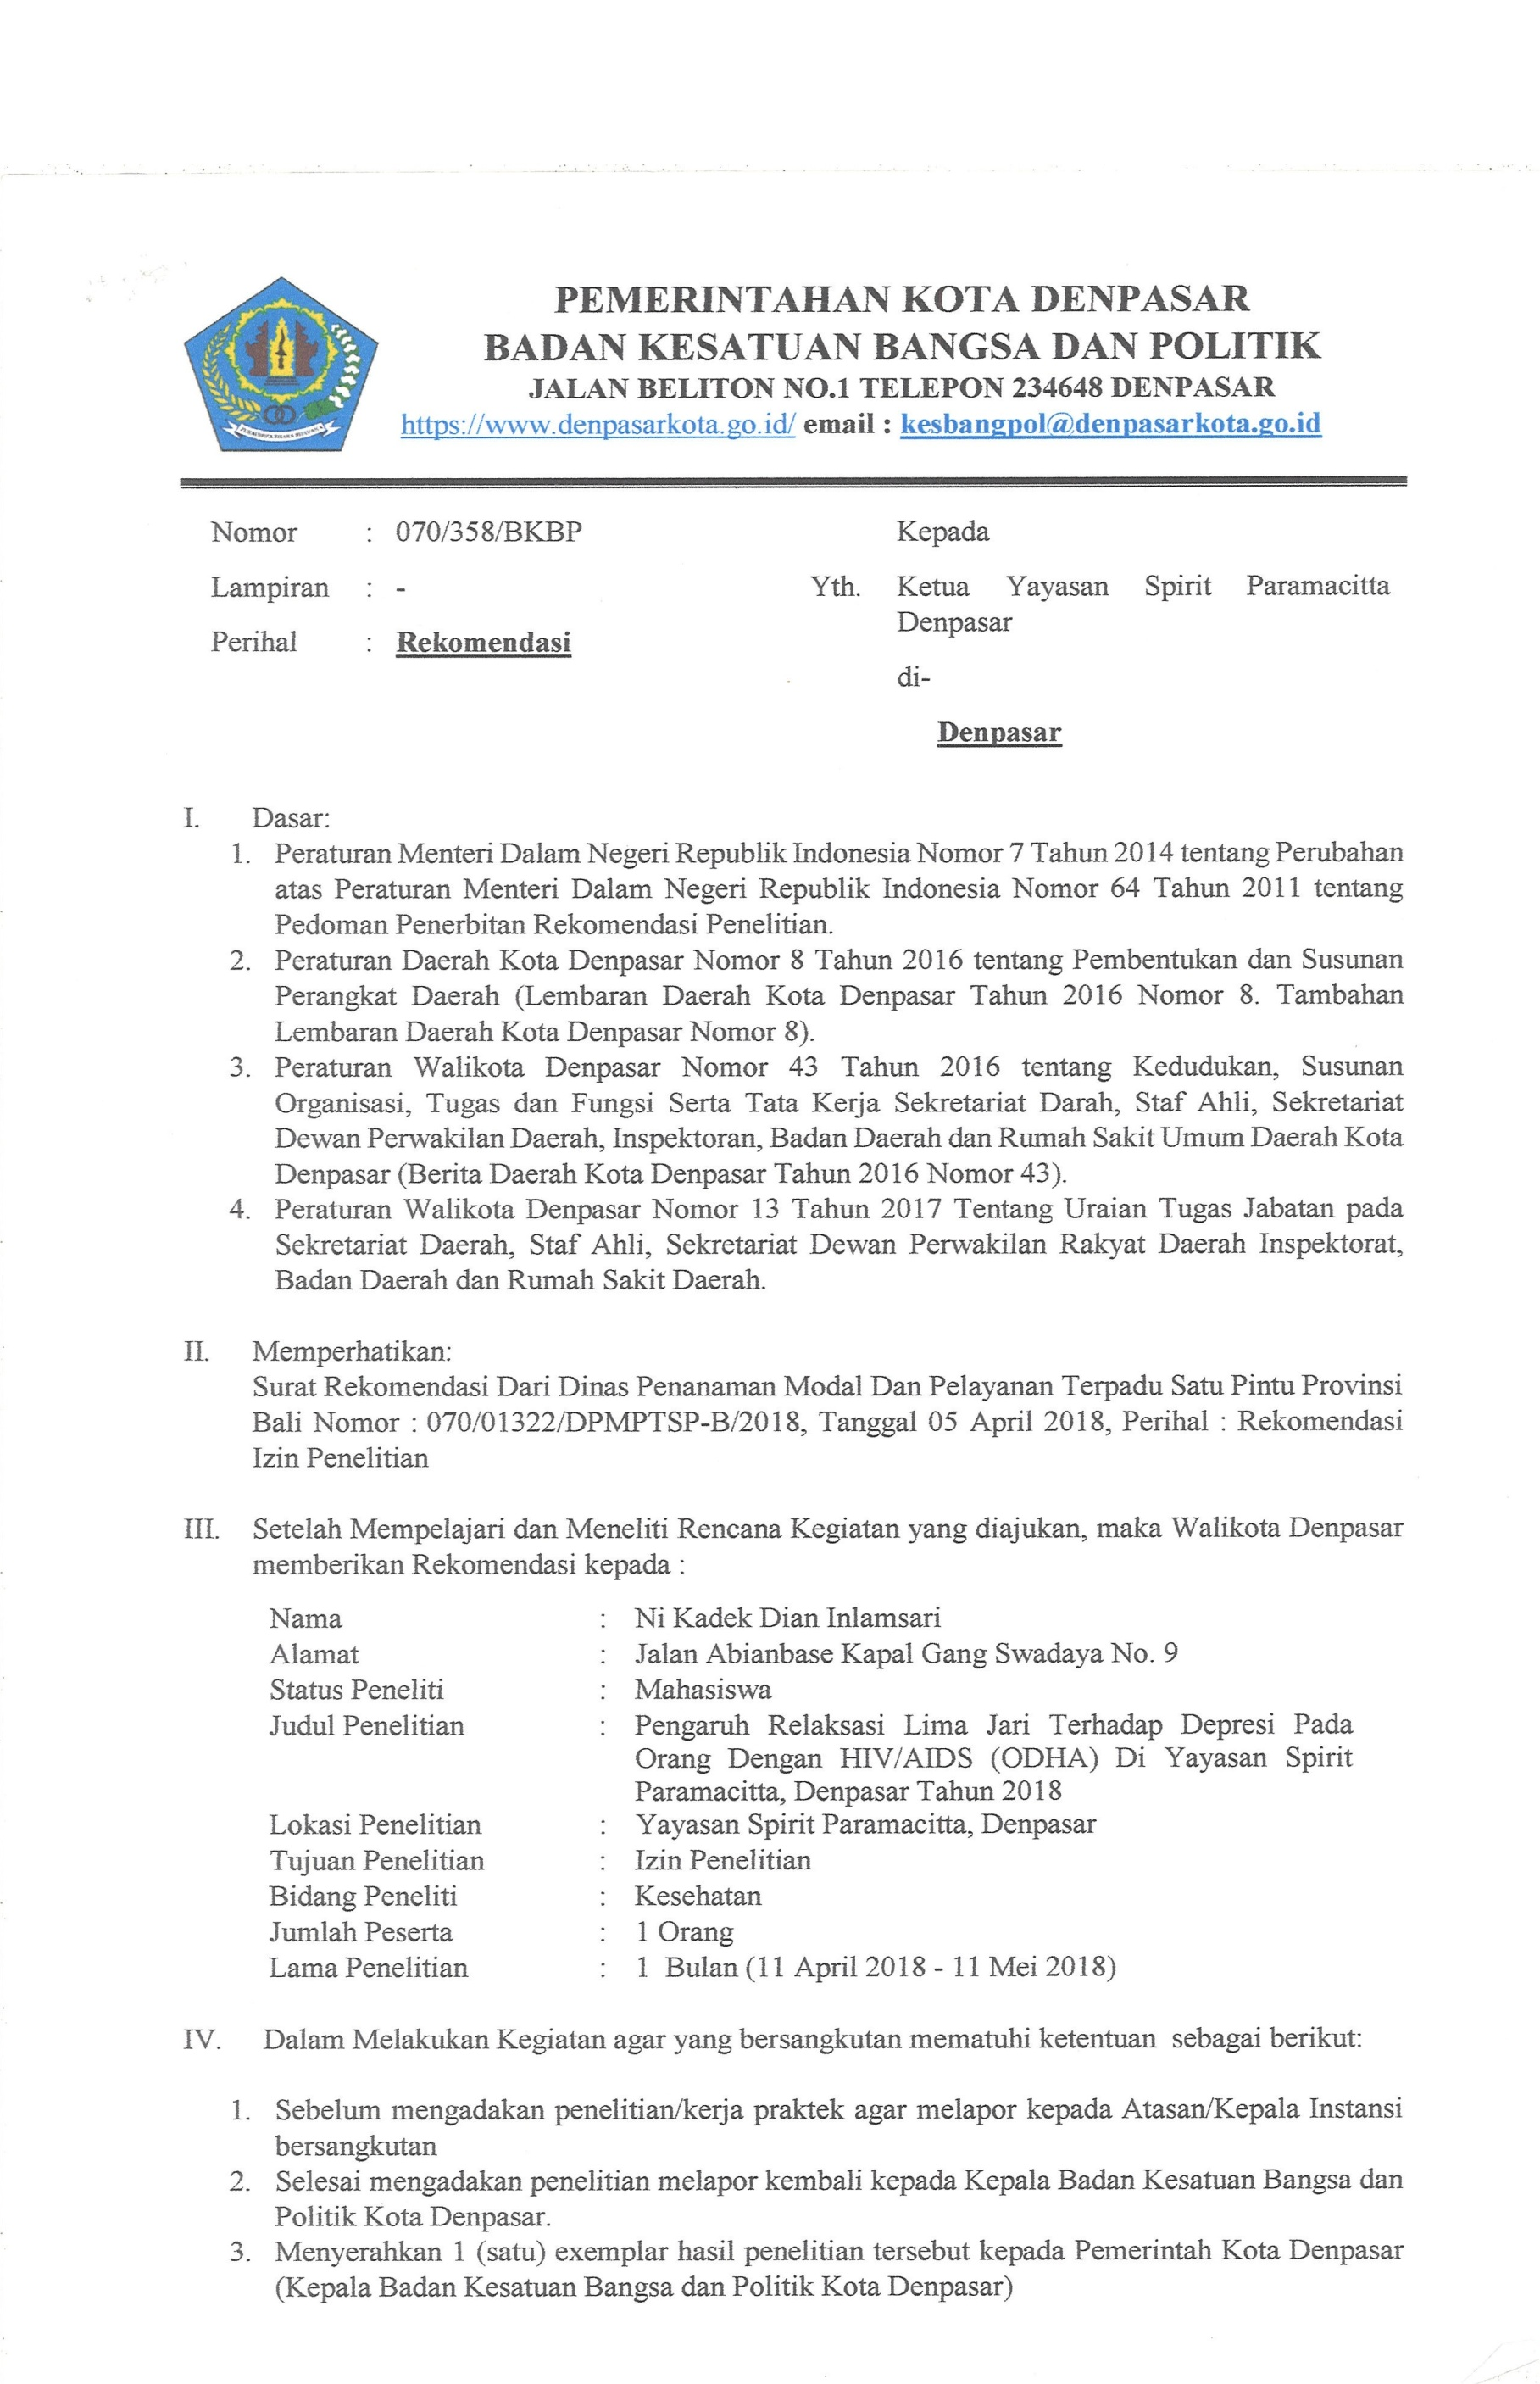 PEMERINTAHAN KOTA DENPASAR
BADAN KESATUAN BANGSA DAN POLITIK
JALAN BELITON NO.1 TELEPON 234648 DENPASAR
https://www.denpasarkota.go.id/ email : kesbangpol@denpasarkota.go.id
Nomor : 070/358/BKBP
Lampiran : -
Perihal : Rekomendasi
Kepada
Yth. Ketua Yayasan Spirit Paramacitta
Denpasar
di-
Denpasar
I. Dasar:
1. Peraturan Menteri Dalam Negeri Republik Indonesia Nomor 7 Tahun 2014 tentang Perubahan
atas Peraturan Menteri Dalam Negeri Republik Indonesia Nomor 64 Tahun 2011 tentang
Pedoman Penerbitan Rekomendasi Penelitian.
2. Peraturan Daerah Kota Denpasar Nomor 8 Tahun 2016 tentang Pembentukan dan Susunan
Perangkat Daerah (Lembaran Daerah Kota Denpasar Tahun 2016 Nomor 8. Tambahan
Lembaran Daerah Kota Denpasar Nomor 8).
3. Peraturan Walikota Denpasar Nomor 43 Tahun 2016 tentang Kedudukan, Susunan
Organisasi, Tugas dan Fungsi Serta Tata Kerja Sekretariat Darah, Staf Ahli, Sekretariat
Dewan Perwakilan Daerah, Inspektoran, Badan Daerah dan Rumah Sakit Umum Daerah Kota
Denpasar (Berita Daerah Kota Denpasar Tahun 2016 Nomor 43).
4. Peraturan Walikota Denpasar Nomor 13 Tahun 2017 Tentang Uraian Tugas Jabatan pada
Sekretariat Daerah, Staf Ahli, Sekretariat Dewan Perwakilan Rakyat Daerah Inspektorat,
Badan Daerah dan Rumah Sakit Daerah.
II. Memperhatikan:
Surat Rekomendasi Dari Dinas Penanaman Modal Dan Pelayanan Terpadu Satu Pintu Provinsi
Bali Nomor : 070/01322/DPMPTSP-B/2018, Tanggal 05 April 2018, Perihal : Rekomendasi
Izin Penelitian
III. Setelah Mempelajari dan Meneliti Rencana Kegiatan yang diajukan, maka Walikota Denpasar
memberikan Rekomendasi kepada :
Nama : Ni Kadek Dian Inlamsari
Alamat : Jalan Abianbase Kapal Gang Swadaya No. 9
Status Peneliti : Mahasiswa
Judul Penelitian : Pengaruh Relaksasi Lima Jari Terhadap Depresi Pada
Orang Dengan HIV/AIDS (ODHA) Di Yayasan Spirit
Paramacitta, Denpasar Tahun 2018
Lokasi Penelitian : Yayasan Spirit Paramacitta, Denpasar
Tujuan Penelitian : Izin Penelitian
Bidang Peneliti : Kesehatan
Jumlah Peserta : 1 Orang
Lama Penelitian : 1 Bulan (11 April 2018 - 11 Mei 2018)
IV. Dalam Melakukan Kegiatan agar yang bersangkutan mematuhi ketentuan sebagai berikut:
1. Sebelum mengadakan penelitian/kerja praktek agar melapor kepada Atasan/Kepala Instansi
bersangkutan
2. Selesai mengadakan penelitian melapor kembali kepada Kepala Badan Kesatuan Bangsa dan
Politik Kota Denpasar.
3. Menyerahkan 1 (satu) exemplar hasil penelitian tersebut kepada Pemerintah Kota Denpasar
(Kepala Badan Kesatuan Bangsa dan Politik Kota Denpasar)